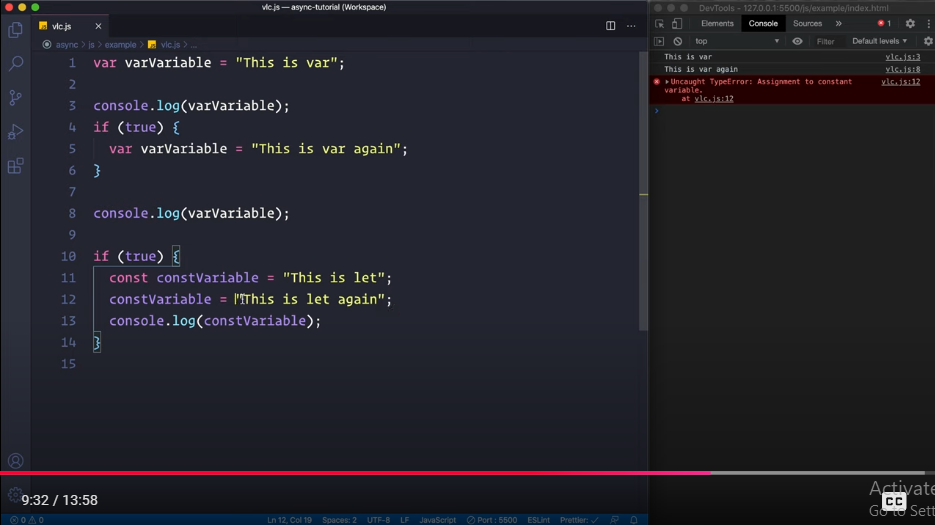 vlc.js — async-tutorial (Workspace)
DevTools - 127.0.0.1:5500/js/example/index.html
JS vlc.js ×
Elements Console Sources » 1
async > js > example > JS vlc.js > ...
top Filter Default levels
1 var varVariable = "This is var";
2
3 console.log(varVariable);
4 if (true) {
5 var varVariable = "This is var again";
6 }
7
8 console.log(varVariable);
9
10 if (true) {
11 const constVariable = "This is let";
12 constVariable = "This is let again";
13 console.log(constVariable);
14 }
15
This is var vlc.js:3
This is var again vlc.js:8
Uncaught TypeError: Assignment to constant vlc.js:12
variable.
at vlc.js:12
9:32 / 13:58
Activate
CC
Go to Sett
0 0 Ln 12, Col 19 Spaces: 2 UTF-8 LF JavaScript Port : 5500 ESLint Prettier: ✓